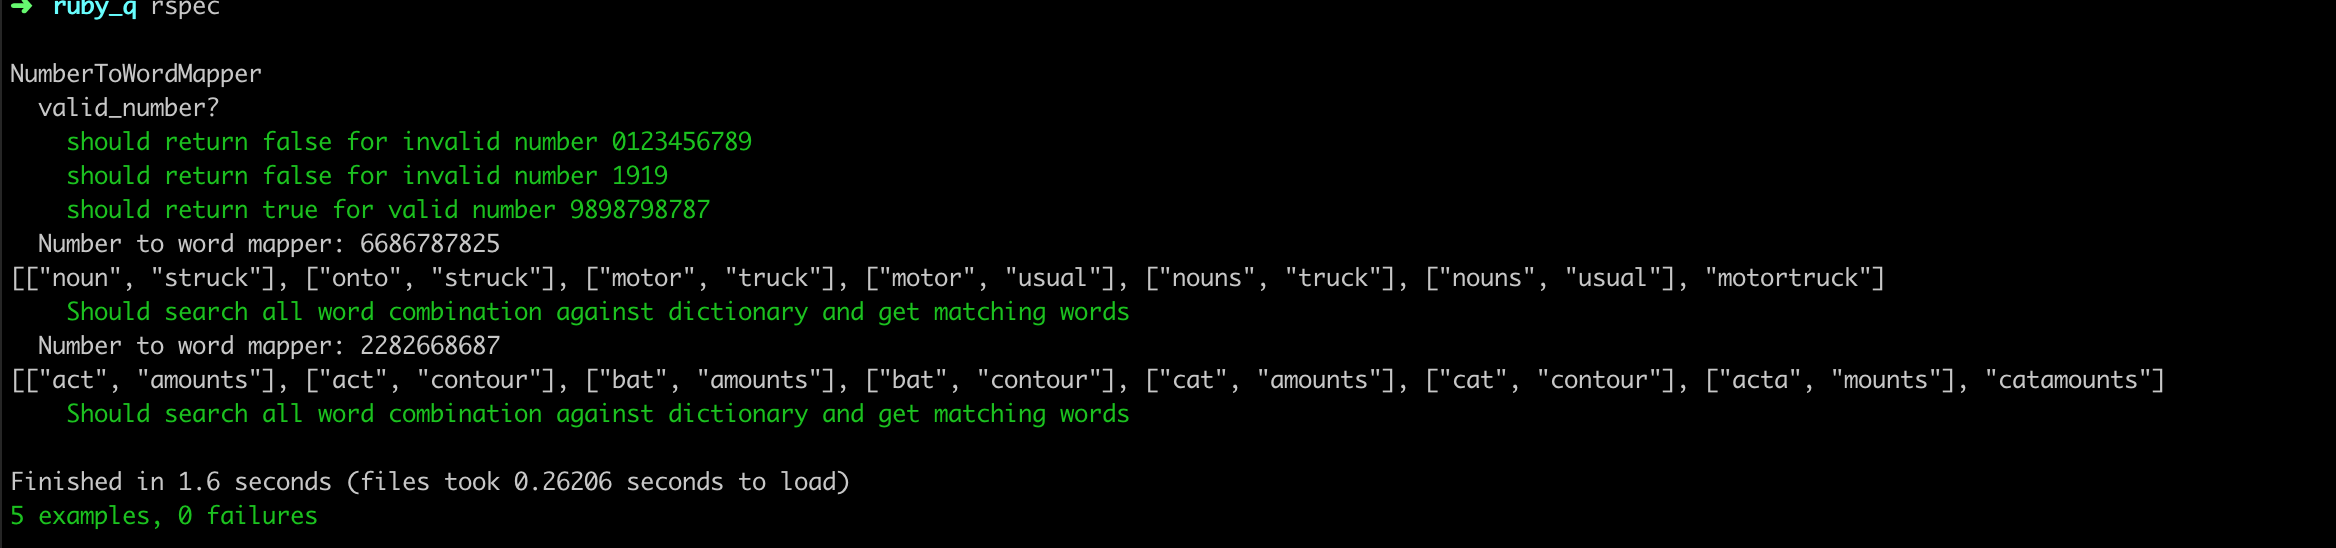 ➜ ruby_q rspec
NumberToWordMapper
valid_number?
should return false for invalid number 0123456789
should return false for invalid number 1919
should return true for valid number 9898798787
Number to word mapper: 6686787825
[["noun", "struck"], ["onto", "struck"], ["motor", "truck"], ["motor", "usual"], ["nouns", "truck"], ["nouns", "usual"], "motortruck"]
Should search all word combination against dictionary and get matching words
Number to word mapper: 2282668687
[["act", "amounts"], ["act", "contour"], ["bat", "amounts"], ["bat", "contour"], ["cat", "amounts"], ["cat", "contour"], ["acta", "mounts"], "catamounts"]
Should search all word combination against dictionary and get matching words
Finished in 1.6 seconds (files took 0.26206 seconds to load)
5 examples, 0 failures